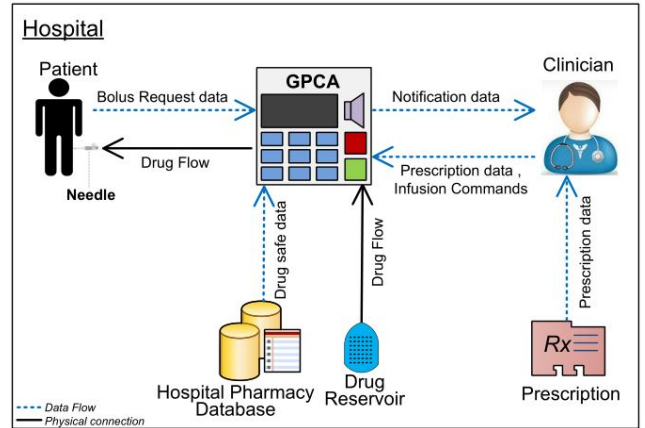 Hospital
Patient
GPCA
Clinician
Bolus Request data
Notification data
Drug Flow
Prescription data ,
Infusion Commands
Needle
Drug safe data
Drug Flow
Prescription data
Rx
Hospital Pharmacy
Database
Drug
Reservoir
Prescription
Data Flow
Physical connection